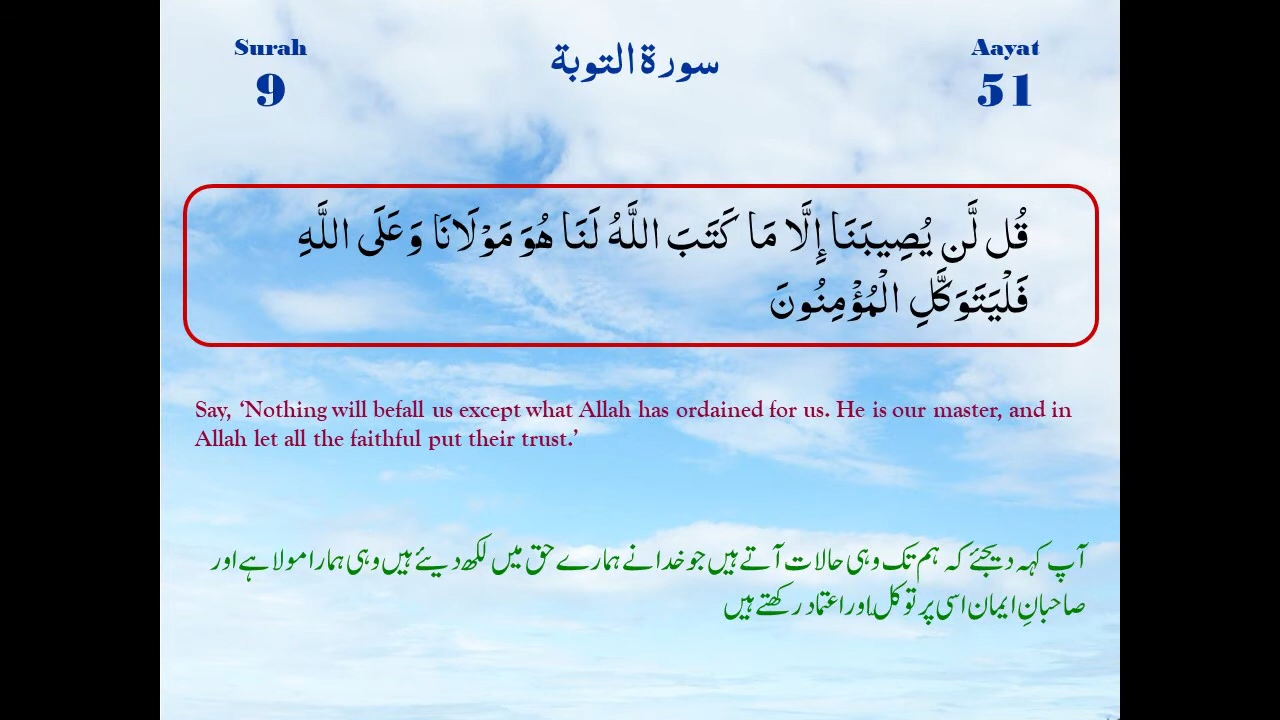 Surah
9
سورة التوبة
Aayat
51
قُل لَّن يُصِيبَنَا إِلَّا مَا كَتَبَ اللَّهُ لَنَا هُوَ مَوْلَانَا وَعَلَى اللَّهِ
فَلْيَتَوَكَّلِ الْمُؤْمِنُونَ
Say, ‘Nothing will befall us except what Allah has ordained for us. He is our master, and in
Allah let all the faithful put their trust.’
آپ کہہ دیجئے کہ ہم تک وہی حالات آتے ہیں جو خدا نے ہمارے حق میں لکھ دیئے ہیں وہی ہمارا مولا ہے اور
صاحبانِ ایمان اسی پر توکل اور اعتماد رکھتے ہیں